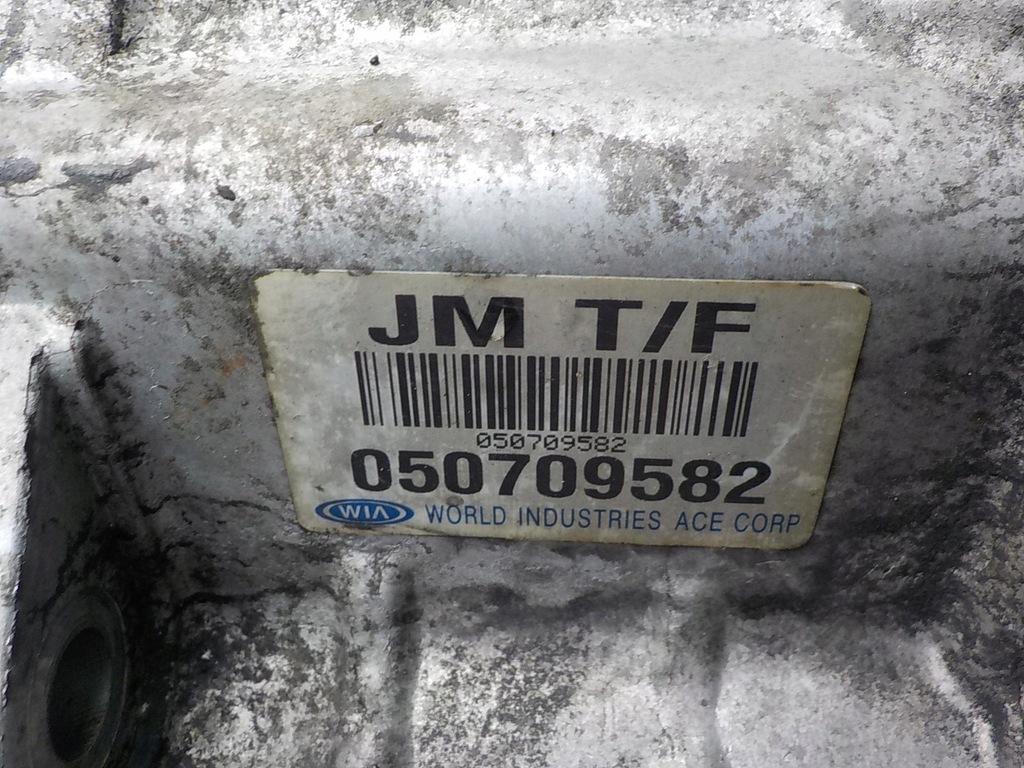 JM T/F
050709582
050709582
WIA WORLD INDUSTRIES ACE CORP